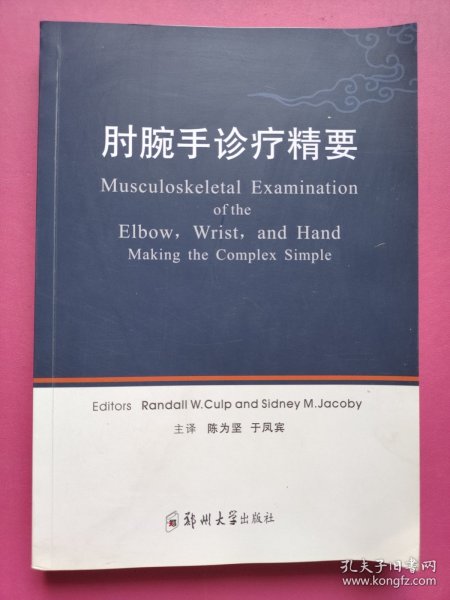 肘腕手诊疗精要
Musculoskeletal Examination
of the
Elbow, Wrist, and Hand
Making the Complex Simple
Editors Randall W.Culp and Sidney M.Jacoby
主译 陈为坚 于凤宾
郑 郑州大学出版社
孔夫子旧书网
www.kongfz.com